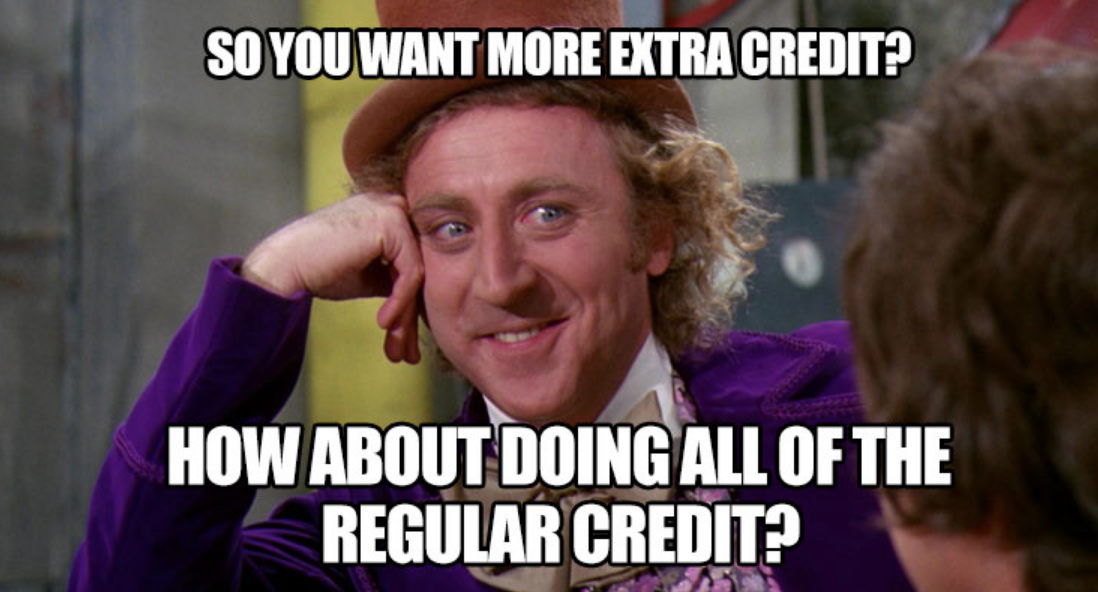 SO YOU WANT MORE EXTRA CREDIT?
HOW ABOUT DOING ALL OF THE
REGULAR CREDIT?